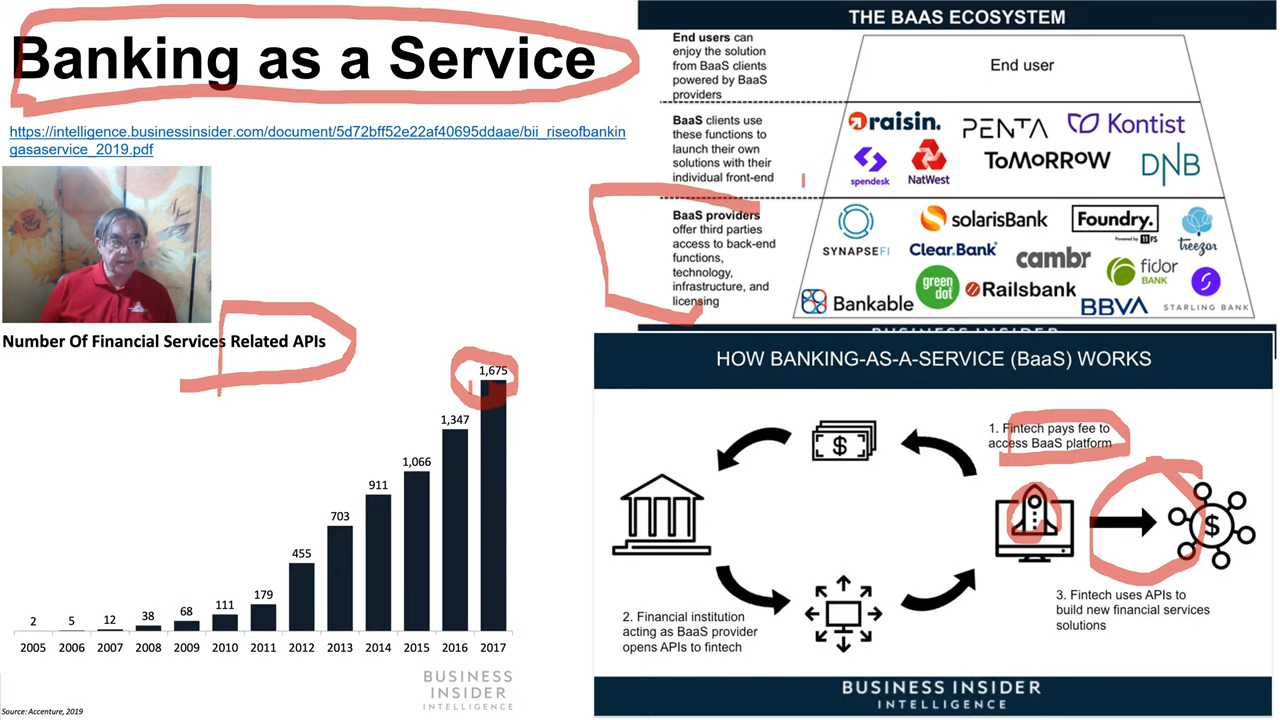 Banking as a Service
https://intelligence.businessinsider.com/document/5d72bff52e22af40695ddaae/bii_riseofbankin
gasaservice_2019.pdf
Number Of Financial Services Related APIs
1,675
1,347
1,066
911
703
455
179
111
68
38
12
5
2
2005 2006 2007 2008 2009 2010 2011 2012 2013 2014 2015 2016 2017
BUSINESS
INSIDER
INTELLIGENCE
Source: Accenture, 2019
THE BAAS ECOSYSTEM
End users can
enjoy the solution
from BaaS clients
powered by BaaS
providers
End user
BaaS clients use
these functions to
launch their own
solutions with their
individual front-end
raisin.
PENTA
Kontist
spendesk
NatWest
ToMoRRoW
DNB
BaaS providers
offer third parties
access to back-end
functions,
technology,
infrastructure, and
licensing
SYNAPSEFI
solarisBank
Foundry.
Powered by 11FS
treezor
Clear.Bank
cambr
fidor
BANK
Bankable
green
dot
Railsbank
BBVA
STARLING BANK
BUSINESS INSIDER
HOW BANKING-AS-A-SERVICE (BaaS) WORKS
1. Fintech pays fee to
access BaaS platform
$
$
2. Financial institution
acting as BaaS provider
opens APIs to fintech
3. Fintech uses APIs to
build new financial services
solutions
BUSINESS INSIDER
INTELLIGENCE